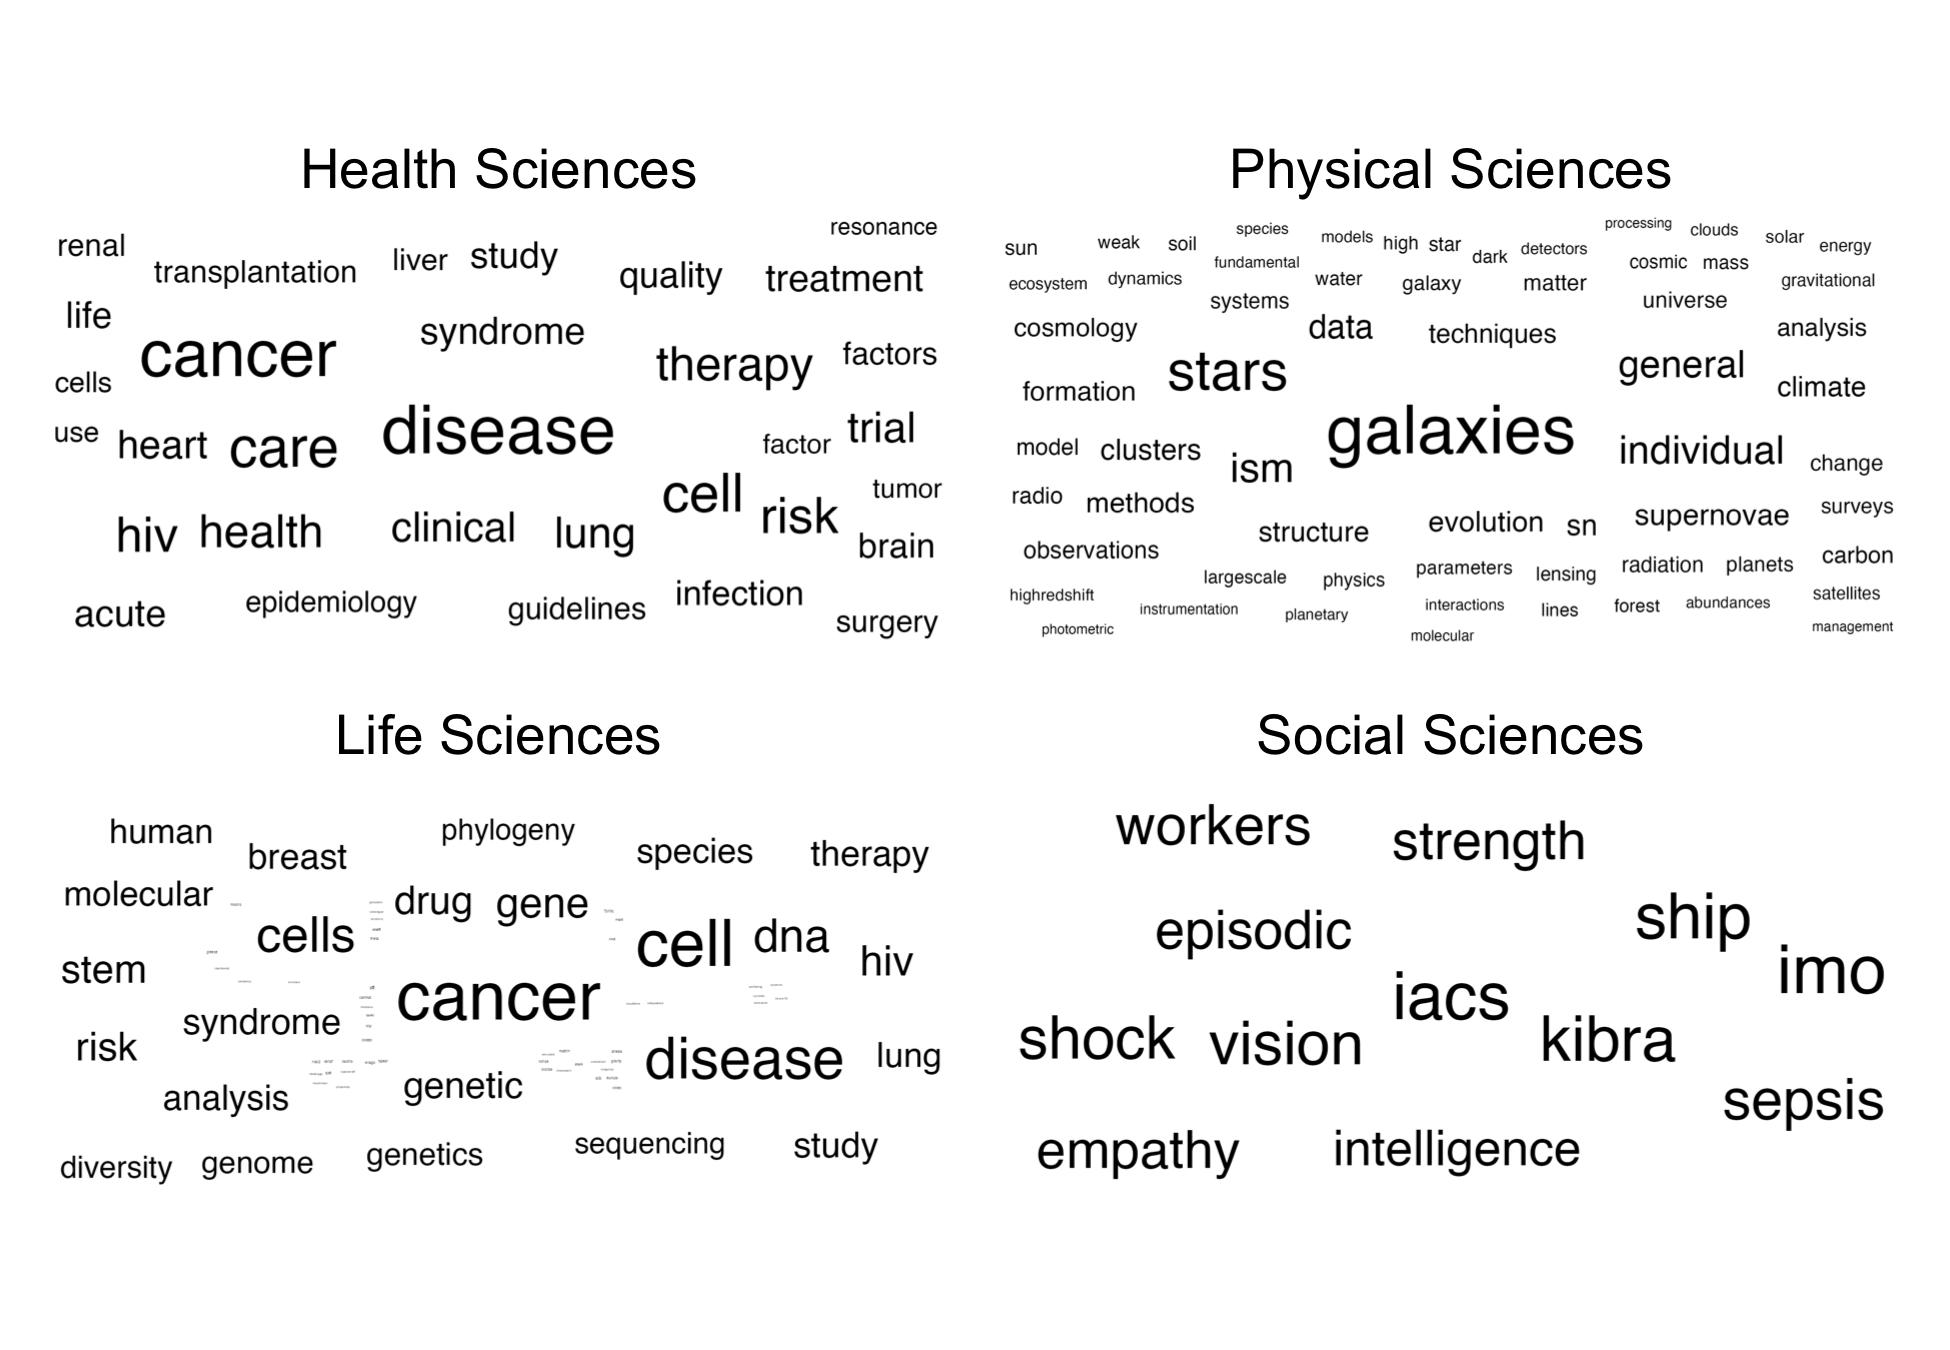 Health Sciences
resonance
renal transplantation liver study quality treatment
life cancer syndrome therapy factors
cells
use heart care disease factor trial
cell risk tumor
hiv health clinical lung brain
acute epidemiology guidelines infection surgery
Physical Sciences
sun weak soil species models high star dark detectors processing clouds solar energy
ecosystem dynamics fundamental water galaxy matter cosmic mass gravitational
systems universe
cosmology data techniques analysis
formation stars general climate
model clusters ism galaxies individual change
radio methods
structure evolution sn supernovae surveys
observations largescale physics parameters lensing radiation planets carbon
highredshift instrumentation planetary interactions lines forest abundances satellites
photometric molecular management
Life Sciences
human breast phylogeny species therapy
molecular drug gene
cells cell dna hiv
stem cancer
syndrome
risk disease lung
analysis genetic
diversity genome genetics sequencing study
Social Sciences
workers strength
episodic ship
iacs imo
shock vision kibra
sepsis
empathy intelligence